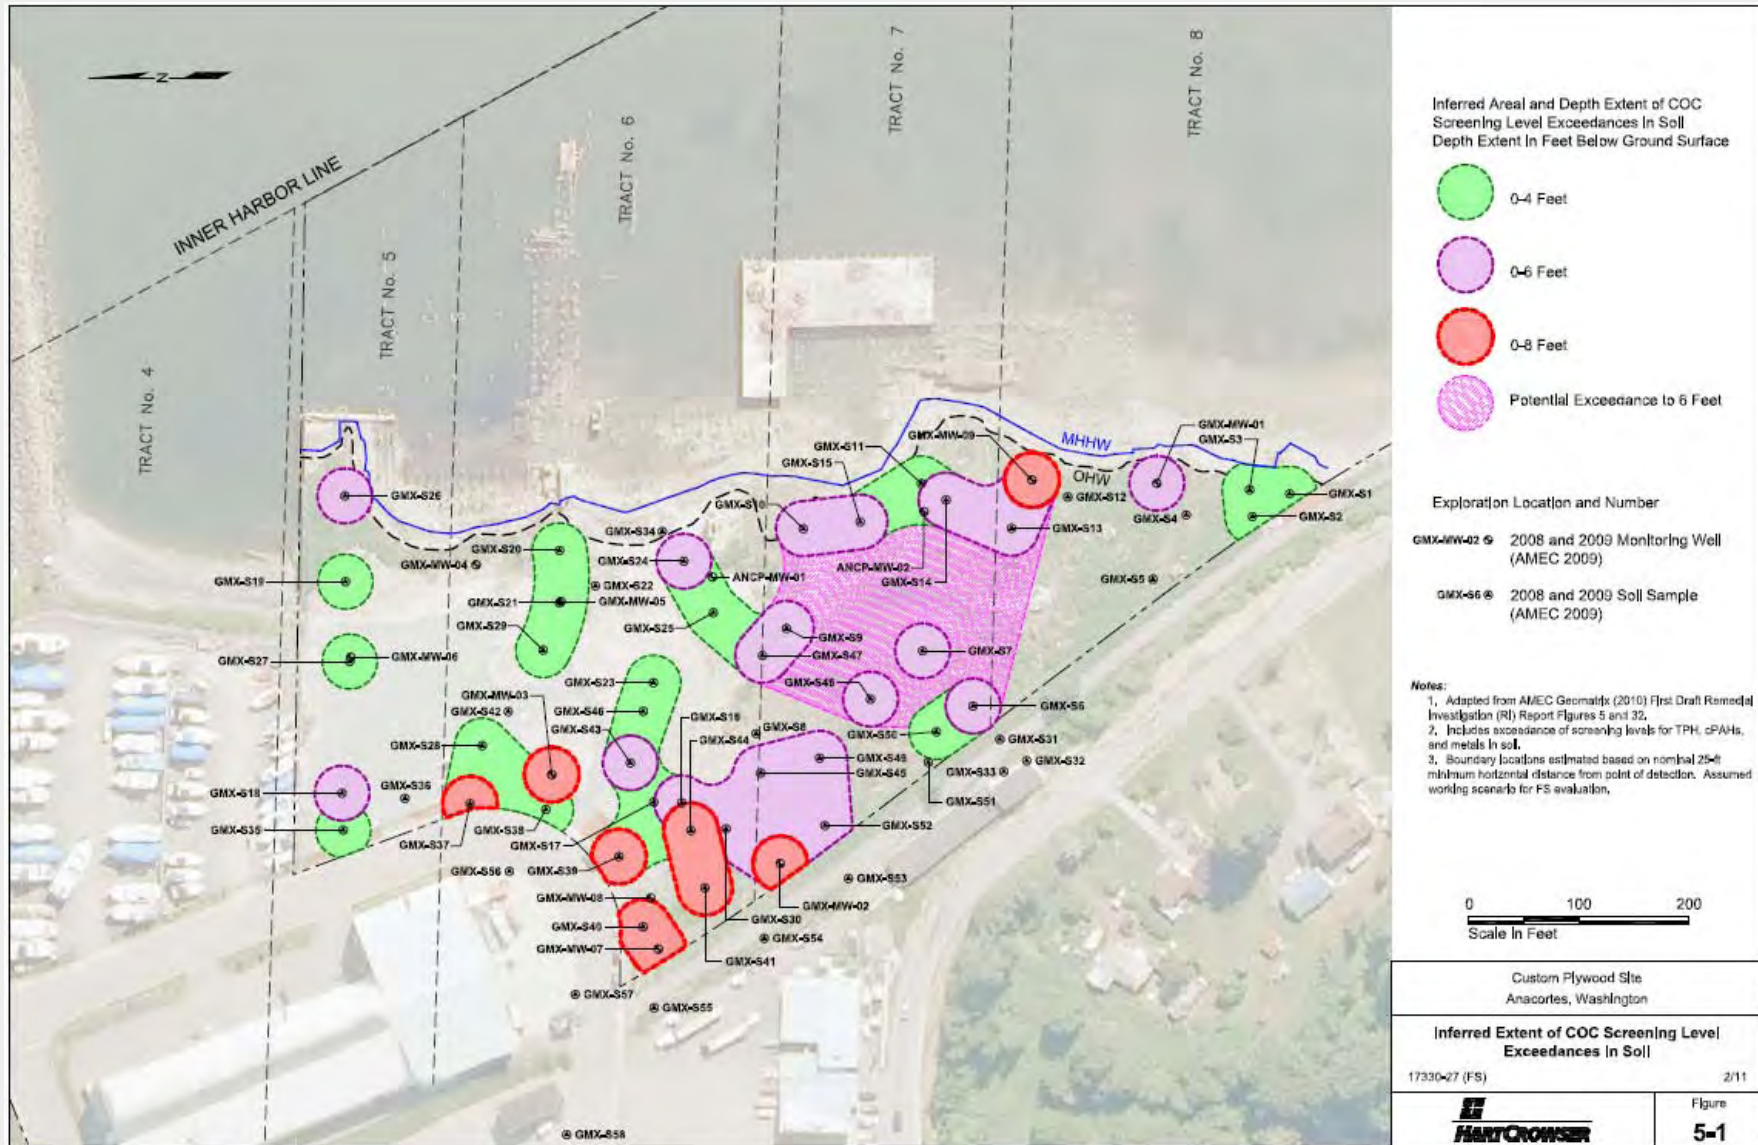 INNER HARBOR LINE
TRACT No. 4
TRACT No. 5
TRACT No. 6
TRACT No. 7
TRACT No. 8
N
MHHW
OHW
GMX-MW-01
GMX-S3
GMX-MW-09
GMX-S11
GMX-S15
GMX-S10
GMX-S12
GMX-S1
GMX-S2
GMX-S4
GMX-S13
GMX-S26
GMX-S34
GMX-S20
GMX-MW-04
GMX-S24
ANCP-MW-01
ANCP-MW-02
GMX-S14
GMX-S5
GMX-S19
GMX-S22
GMX-S21
GMX-MW-05
GMX-S29
GMX-S25
GMX-S9
GMX-S47
GMX-S7
GMX-S27
GMX-MW-06
GMX-S23
GMX-MW-03
GMX-S42
GMX-S46
GMX-S43
GMX-S16
GMX-S44
GMX-S8
GMX-S6
GMX-S50
GMX-S31
GMX-S28
GMX-S45
GMX-S32
GMX-S33
GMX-S51
GMX-S18
GMX-S36
GMX-S35
GMX-S37
GMX-S38
GMX-S17
GMX-S39
GMX-S52
GMX-S56
GMX-S53
GMX-MW-08
GMX-MW-02
GMX-S40
GMX-S30
GMX-MW-07
GMX-S54
GMX-S41
GMX-S57
GMX-S55
GMX-S58
Inferred Areal and Depth Extent of COC
Screening Level Exceedances in Soil
Depth Extent in Feet Below Ground Surface
0-4 Feet
0-6 Feet
0-8 Feet
Potential Exceedance to 6 Feet
Exploration Location and Number
GMX-MW-02 2008 and 2009 Monitoring Well
(AMEC 2009)
GMX-S6 2008 and 2009 Soil Sample
(AMEC 2009)
Notes:
1. Adapted from AMEC Geomatrix (2010) First Draft Remedial
Investigation (RI) Report Figures 5 and 32.
2. Includes exceedance of screening levels for TPH, cPAHs,
and metals in soil.
3. Boundary locations estimated based on nominal 25-ft
minimum horizontal distance from point of detection. Assumed
working scenario for FS evaluation.
0 100 200
Scale in Feet
Custom Plywood Site
Anacortes, Washington
Inferred Extent of COC Screening Level
Exceedances in Soil
17330-27 (FS) 2/11
HARTCROWSER
Figure
5-1